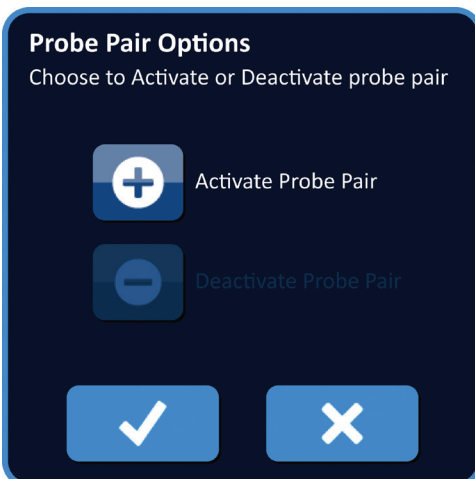 Probe Pair Options
Choose to Activate or Deactivate probe pair
Activate Probe Pair
Deactivate Probe Pair